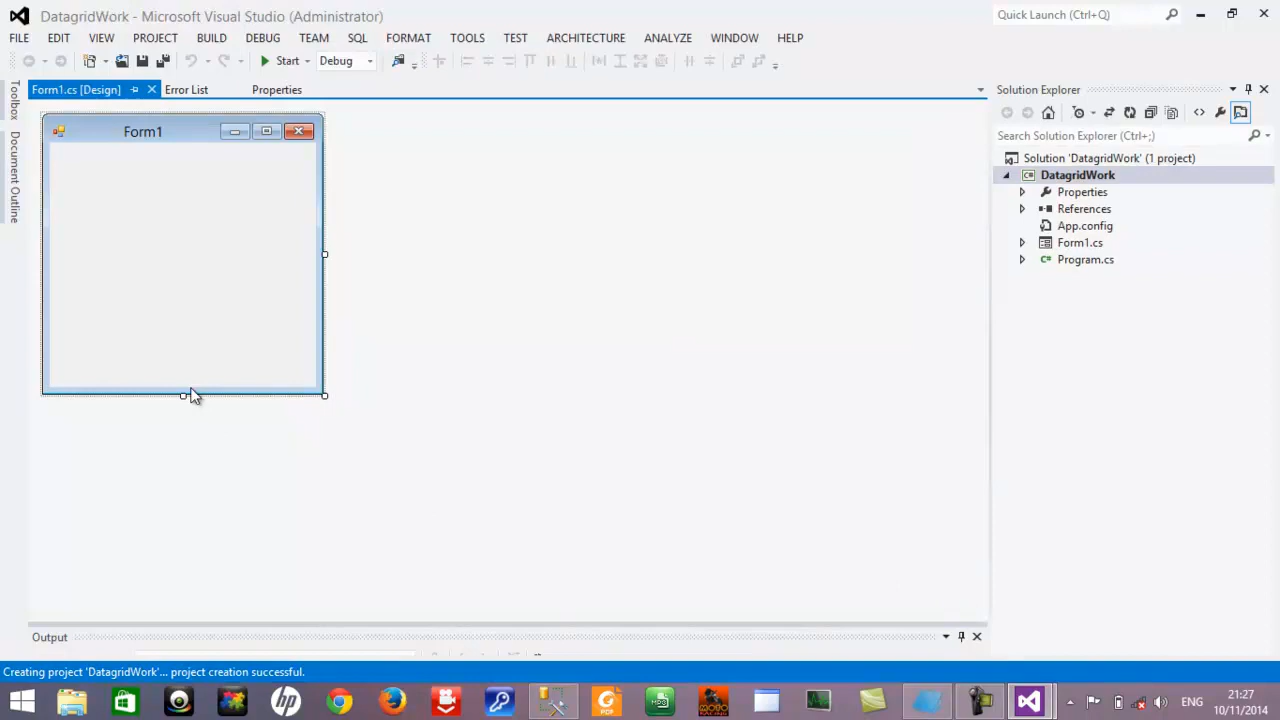 DatagridWork - Microsoft Visual Studio (Administrator)
Quick Launch (Ctrl+Q)
FILE EDIT VIEW PROJECT BUILD DEBUG TEAM SQL FORMAT TOOLS TEST ARCHITECTURE ANALYZE WINDOW HELP
Start Debug
Form1.cs [Design] Error List Properties
Solution Explorer
Toolbox
Document Outline
Form1
Search Solution Explorer (Ctrl+;)
Solution 'DatagridWork' (1 project)
DatagridWork
Properties
References
App.config
Form1.cs
Program.cs
Output
Creating project 'DatagridWork'... project creation successful.
PDF
ENG
21:27
10/11/2014